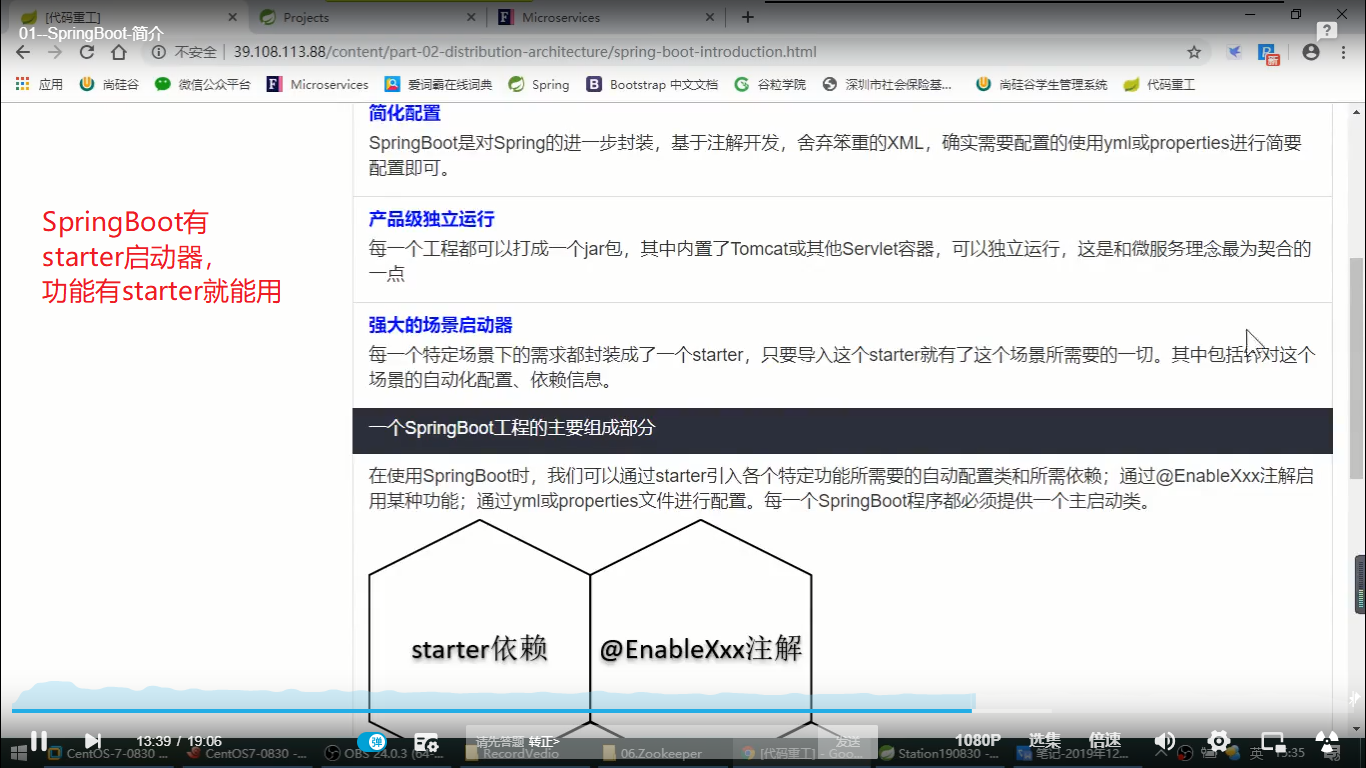 [代码重工]
Projects
Microservices
01--SpringBoot-简介
不安全
39.108.113.88/content/part-02-distribution-architecture/spring-boot-introduction.html
新
应用
尚硅谷
微信公众平台
Microservices
爱词霸在线词典
Spring
Bootstrap 中文文档
谷粒学院
深圳市社会保险基...
尚硅谷学生管理系统
代码重工
简化配置
SpringBoot是对Spring的进一步封装，基于注解开发，舍弃笨重的XML，确实需要配置的使用yml或properties进行简要
配置即可。
产品级独立运行
每一个工程都可以打成一个jar包，其中内置了Tomcat或其他Servlet容器，可以独立运行，这是和微服务理念最为契合的
一点
SpringBoot有
starter启动器，
功能有starter就能用
强大的场景启动器
每一个特定场景下的需求都封装成了一个starter，只要导入这个starter就有了这个场景所需要的一切。其中包括针对这个
场景的自动化配置、依赖信息。
一个SpringBoot工程的主要组成部分
在使用SpringBoot时，我们可以通过starter引入各个特定功能所需要的自动配置类和所需依赖；通过@EnableXxx注解启
用某种功能；通过yml或properties文件进行配置。每一个SpringBoot程序都必须提供一个主启动类。
starter依赖
@EnableXxx注解
13:39 / 19:06
弹
请先答题 转正>
发送
1080P
选集
倍速
CentOS-7-0830 -...
CentOS7-0830 -...
OBS 24.0.3 (64-...
RecordVedio
06.Zookeeper
[代码重工] - Goo...
Station190830 -...
笔记-2019年12...
英
15:35